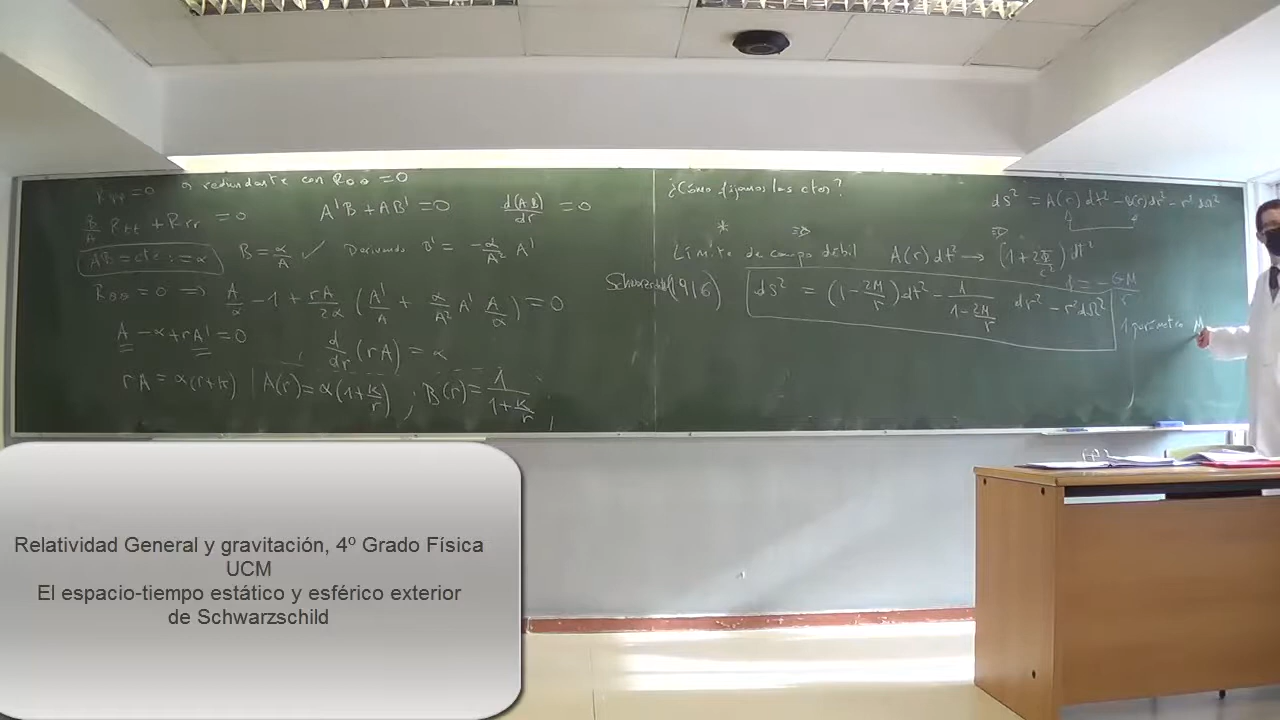 Rφφ=0 → redundante con Rθθ=0
B/A Rtt + Rrr = 0
A'B + AB' = 0
d(AB)/dr = 0
AB = cte := α
B = α/A ✓
Derivando B' = -α/A² A'
Rθθ=0 ⟹ A/α - 1 + rA/2α (A'/A + α/A² A' A/α) = 0
A - α + rA' = 0
d/dr (rA) = α
rA = α(r+k)
A(r) = α(1+k/r) ; B(r) = 1/(1+k/r)
¿Cómo fijamos las ctes?
ds² = A(r)dt² - B(r)dr² - r²dΩ²
*
Límite de campo débil A(r)dt² → (1+2Φ/c²)dt²
Φ = -GM/r
Schwarzschild (1916) ds² = (1-2M/r)dt² - 1/(1-2M/r) dr² - r²dΩ²
1 parámetro M
Relatividad General y gravitación, 4º Grado Física
UCM
El espacio-tiempo estático y esférico exterior
de Schwarzschild